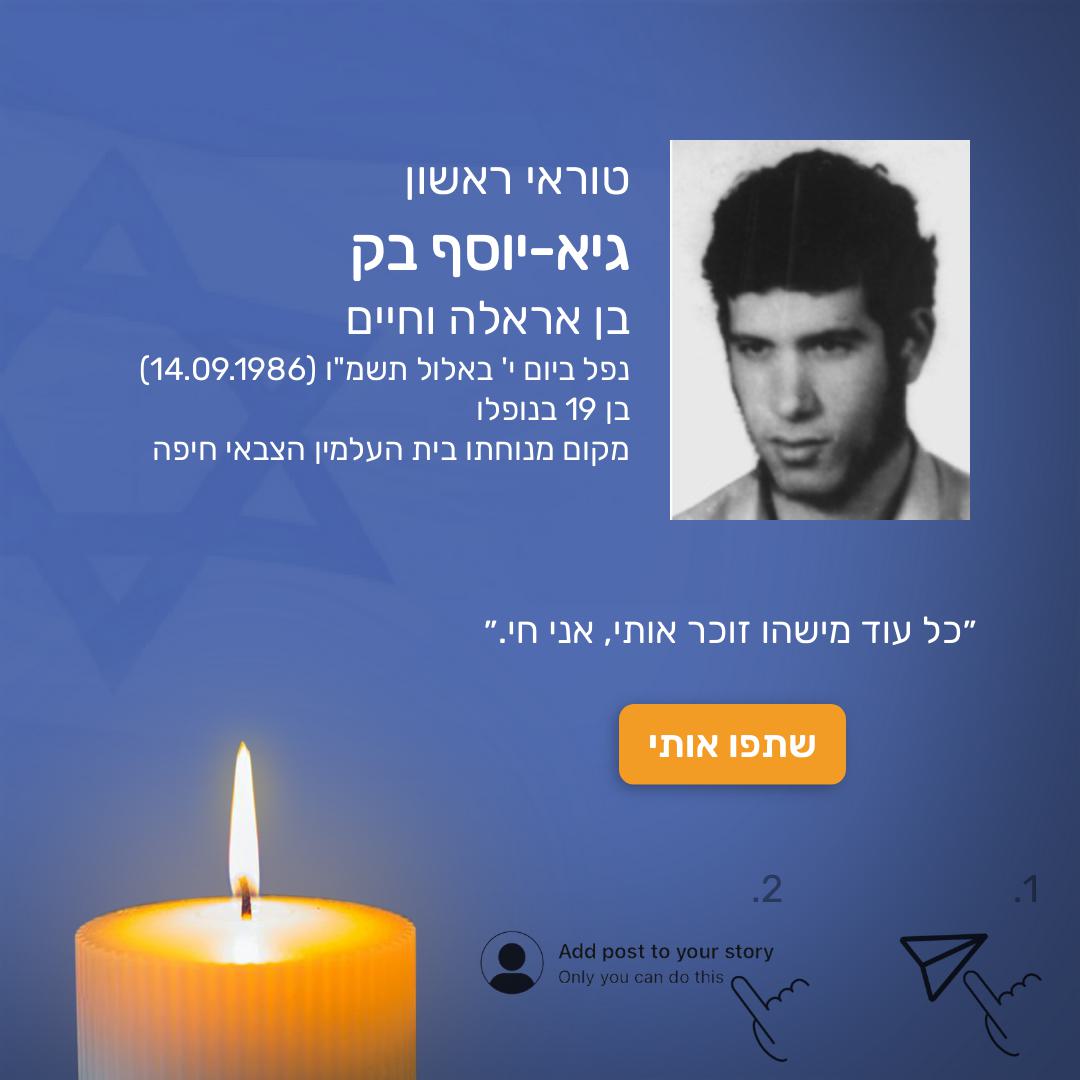 טוראי ראשון
גיא-יוסף בק
בן אראלה וחיים
נפל ביום י' באלול תשמ"ו (14.09.1986)
בן 19 בנופלו
מקום מנוחתו בית העלמין הצבאי חיפה
״כל עוד מישהו זוכר אותי, אני חי.״
שתפו אותי
1.
2.
Add post to your story
Only you can do this